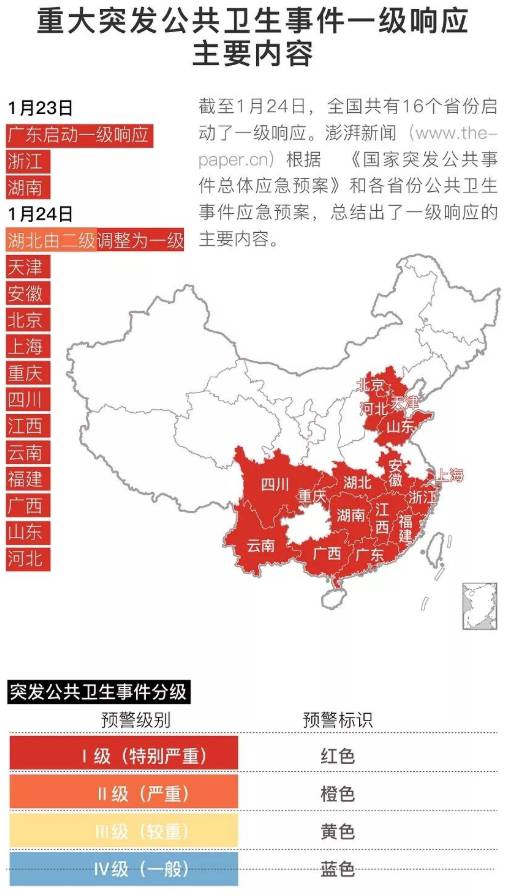 重大突发公共卫生事件一级响应
主要内容
1月23日
广东启动一级响应
浙江
湖南
1月24日
湖北由二级调整为一级
天津
安徽
北京
上海
重庆
四川
江西
云南
福建
广西
山东
河北
截至1月24日，全国共有16个省份启
动了一级响应。澎湃新闻（www.the-
paper.cn）根据　《国家突发公共事
件总体应急预案》和各省份公共卫生
事件应急预案，总结出了一级响应的
主要内容。
北京
天津
河北
山东
安徽
上海
四川
重庆
湖北
浙江
湖南
江西
福建
云南
广西
广东
突发公共卫生事件分级
预警级别 预警标识
I级（特别严重） 红色
II级（严重） 橙色
III级（较重） 黄色
IV级（一般） 蓝色